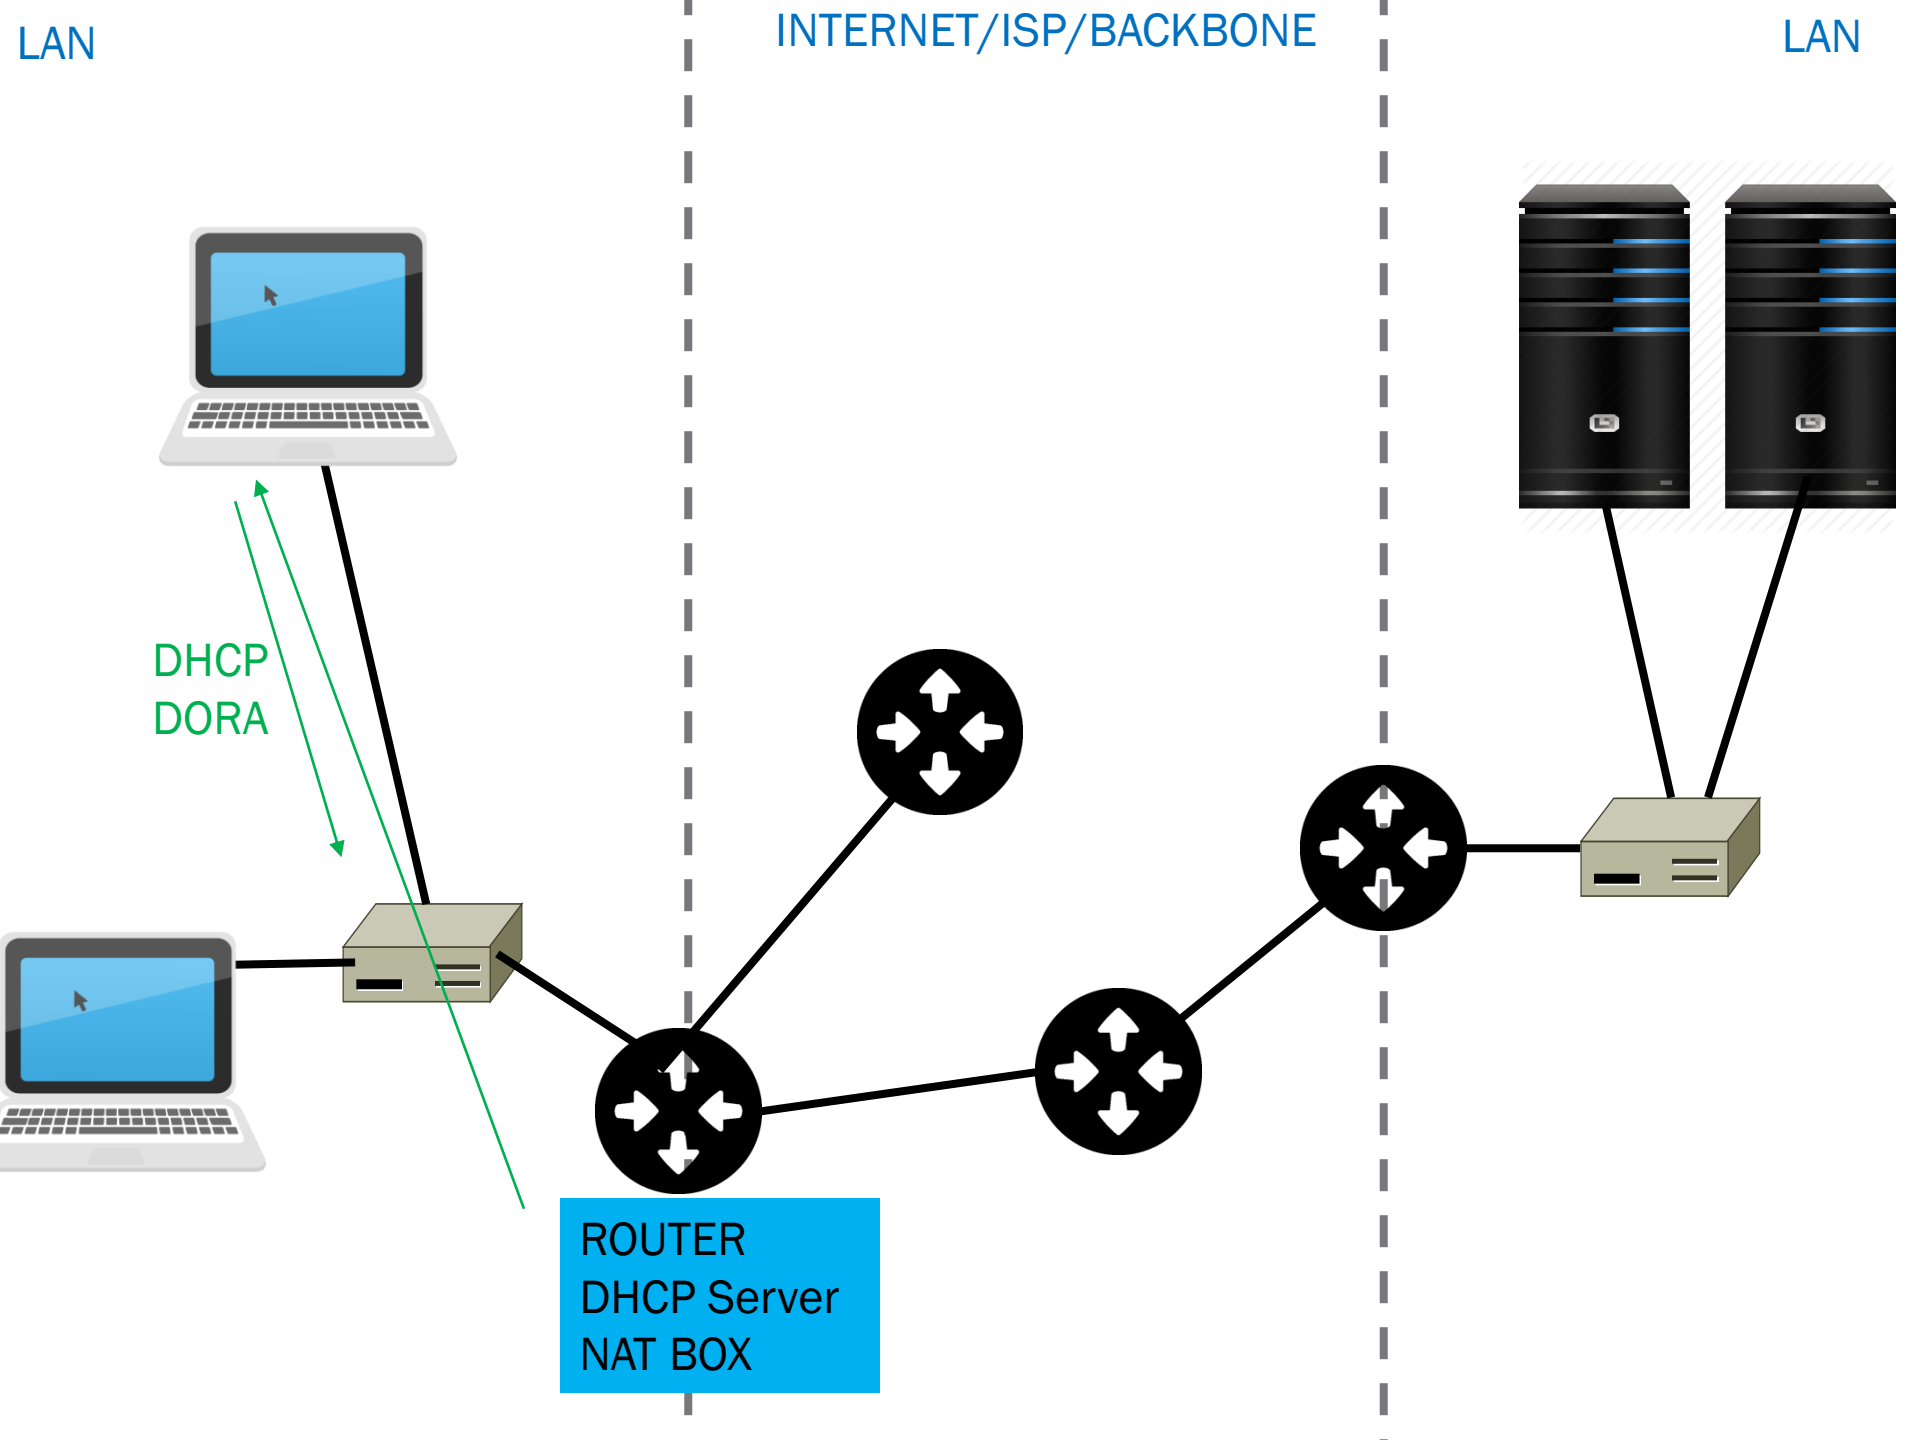 LAN
INTERNET/ISP/BACKBONE
LAN
DHCP
DORA
ROUTER
DHCP Server
NAT BOX